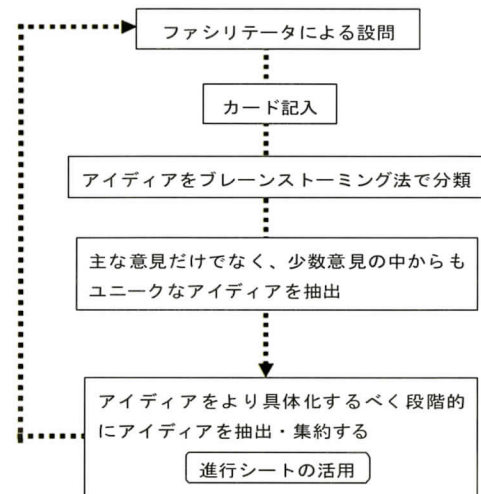 ファシリテータによる設問
カード記入
アイディアをブレーンストーミング法で分類
主な意見だけでなく、少数意見の中からも
ユニークなアイディアを抽出
アイディアをより具体化するべく段階的
にアイディアを抽出・集約する
進行シートの活用